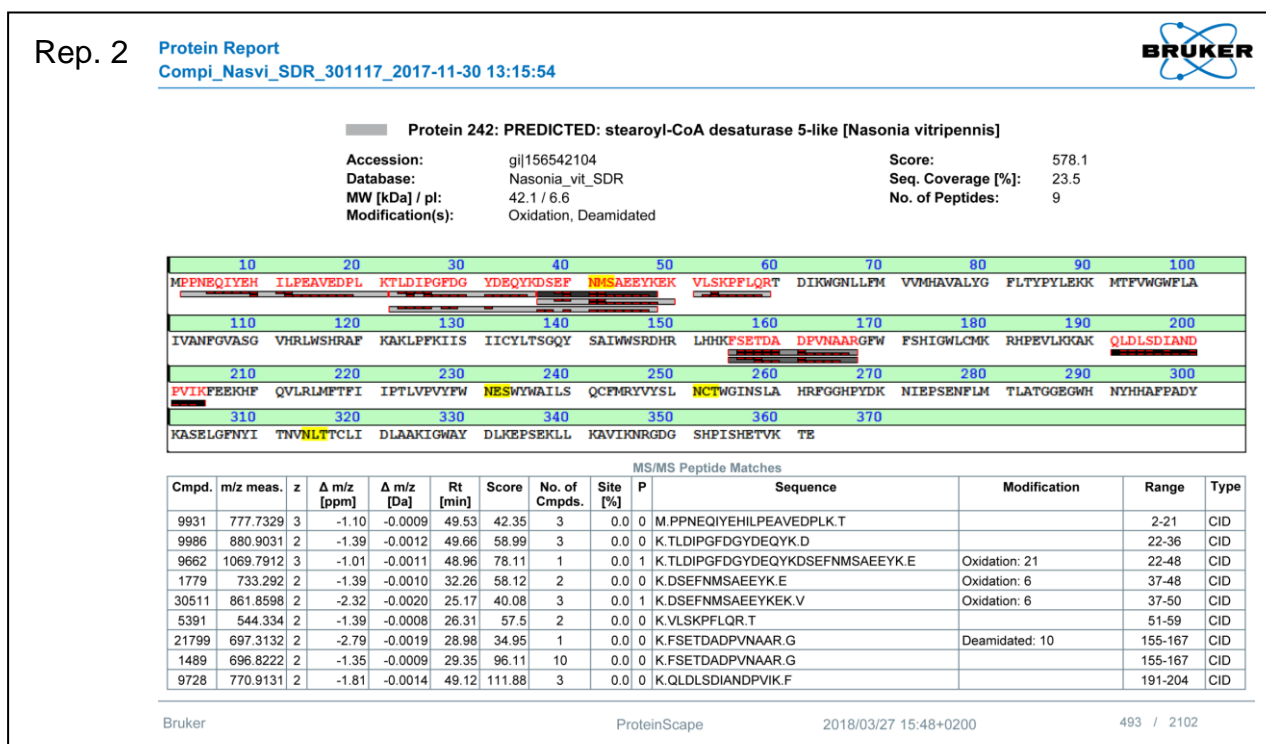 Rep. 2
Protein Report
Compi_Nasvi_SDR_301117_2017-11-30 13:15:54
BRUKER
Protein 242: PREDICTED: stearoyl-CoA desaturase 5-like [Nasonia vitripennis]
Accession: gi|156542104 Score: 578.1
Database: Nasonia_vit_SDR Seq. Coverage [%]: 23.5
MW [kDa] / pI: 42.1 / 6.6 No. of Peptides: 9
Modification(s): Oxidation, Deamidated
10 20 30 40 50 60 70 80 90 100
MPPNEQIYEH ILPEAVEDPL KTLDIPGFDG YDEQYKDSEF NMSAEEYKEK VLSKPFLQRT DIKWGNLLFM VVMHAVALYG FLTYPYLEKK MTFVWGWFLA
110 120 130 140 150 160 170 180 190 200
IVANFGVASG VHRLWSHRAF KAKLPFKIIS IICYLTSGQY SAIWWSRDHR LHHKFSETDA DPVNAARGFW FSHIGWLCMK RHPEVLKKAK QLDLSDIAND
210 220 230 240 250 260 270 280 290 300
PVIKFEEKHF QVLRLMFTFI IPTLVPVYFW NESWYWAILS QCFMRYVYSL NCTWGINSLA HRFGGHPYDK NIEPSENFLM TLATGGEGWH NYHHAFPADY
310 320 330 340 350 360 370
KASELGFNYI TNVNLTTCLI DLAAKIGWAY DLKEPSEKLL KAVIKNRGDG SHPISHETVK TE
MS/MS Peptide Matches
Cmpd. m/z meas. z Δ m/z [ppm] Δ m/z [Da] Rt [min] Score No. of Cmpds. Site [%] P Sequence Modification Range Type
9931 777.7329 3 -1.10 -0.0009 49.53 42.35 3 0.0 0 M.PPNEQIYEHILPEAVEDPLK.T 2-21 CID
9986 880.9031 2 -1.39 -0.0012 49.66 58.99 3 0.0 0 K.TLDIPGFDGYDEQYK.D 22-36 CID
9662 1069.7912 3 -1.01 -0.0011 48.96 78.11 1 0.0 1 K.TLDIPGFDGYDEQYKDSEFNMSAEEYK.E Oxidation: 21 22-48 CID
1779 733.292 2 -1.39 -0.0010 32.26 58.12 2 0.0 0 K.DSEFNMSAEEYK.E Oxidation: 6 37-48 CID
30511 861.8598 2 -2.32 -0.0020 25.17 40.08 3 0.0 1 K.DSEFNMSAEEYKEK.V Oxidation: 6 37-50 CID
5391 544.334 2 -1.39 -0.0008 26.31 57.5 2 0.0 0 K.VLSKPFLQR.T 51-59 CID
21799 697.3132 2 -2.79 -0.0019 28.98 34.95 1 0.0 0 K.FSETDADPVNAAR.G Deamidated: 10 155-167 CID
1489 696.8222 2 -1.35 -0.0009 29.35 96.11 10 0.0 0 K.FSETDADPVNAAR.G 155-167 CID
9728 770.9131 2 -1.81 -0.0014 49.12 111.88 3 0.0 0 K.QLDLSDIANDPVIK.F 191-204 CID
Bruker ProteinScape 2018/03/27 15:48+0200 493 / 2102